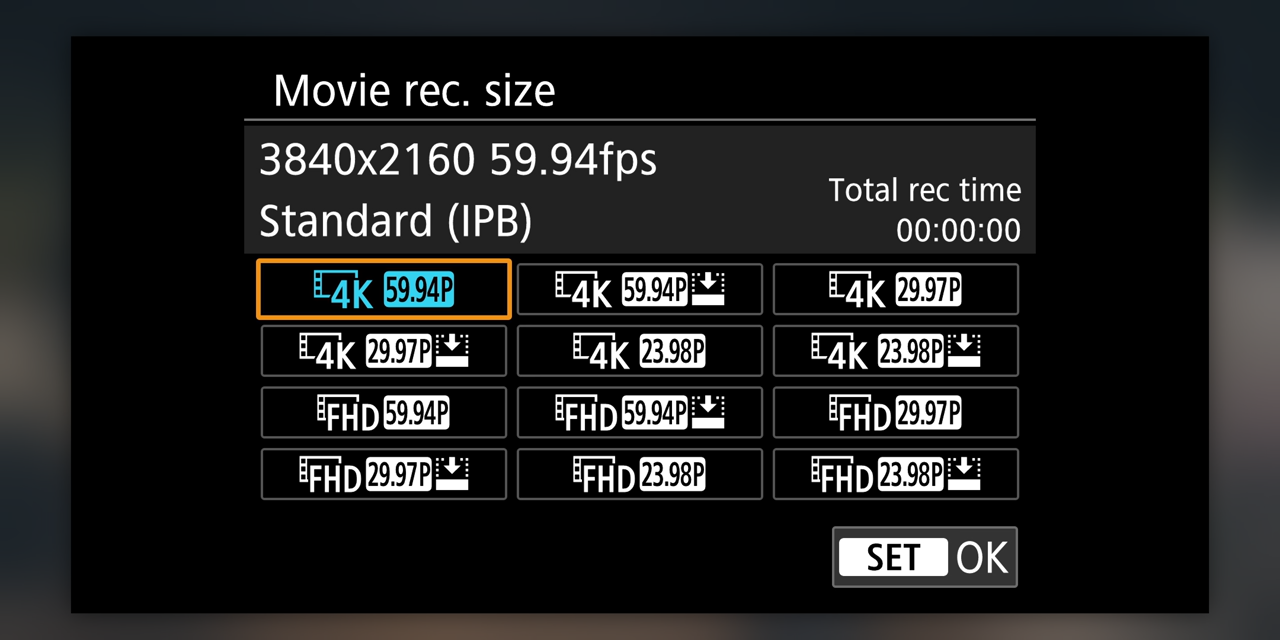 Movie rec. size
3840x2160 59.94fps
Standard (IPB)
Total rec time
00:00:00
4K 59.94P
4K 59.94P
4K 29.97P
4K 29.97P
4K 23.98P
4K 23.98P
FHD 59.94P
FHD 59.94P
FHD 29.97P
FHD 29.97P
FHD 23.98P
FHD 23.98P
SET OK